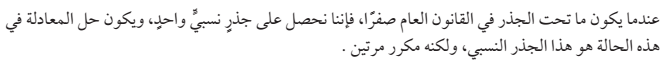 عندما يكون ما تحت الجذر في القانون العام صفرًا، فإننا نحصل على جذرٍ نسبيٍّ واحدٍ، ويكون حل المعادلة في
هذه الحالة هو هذا الجذر النسبي، ولكنه مكرر مرتين .